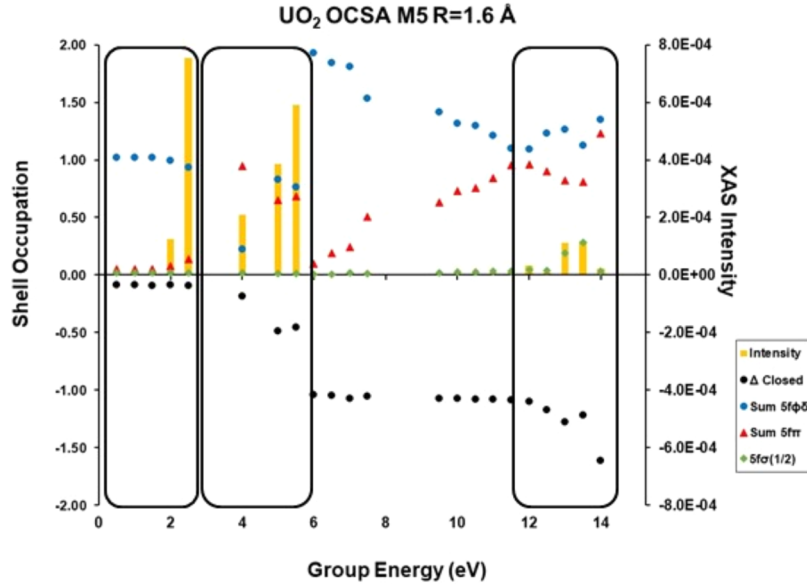 UO₂ OCSA M5 R=1.6 Å
2.00
1.50
1.00
0.50
0.00
-0.50
-1.00
-1.50
-2.00
Shell Occupation
8.0E-04
6.0E-04
4.0E-04
2.0E-04
0.0E+00
-2.0E-04
-4.0E-04
-6.0E-04
-8.0E-04
XAS Intensity
0 2 4 6 8 10 12 14
Group Energy (eV)
Intensity
Δ Closed
Sum 5fφδ
Sum 5fπ
5fσ(1/2)